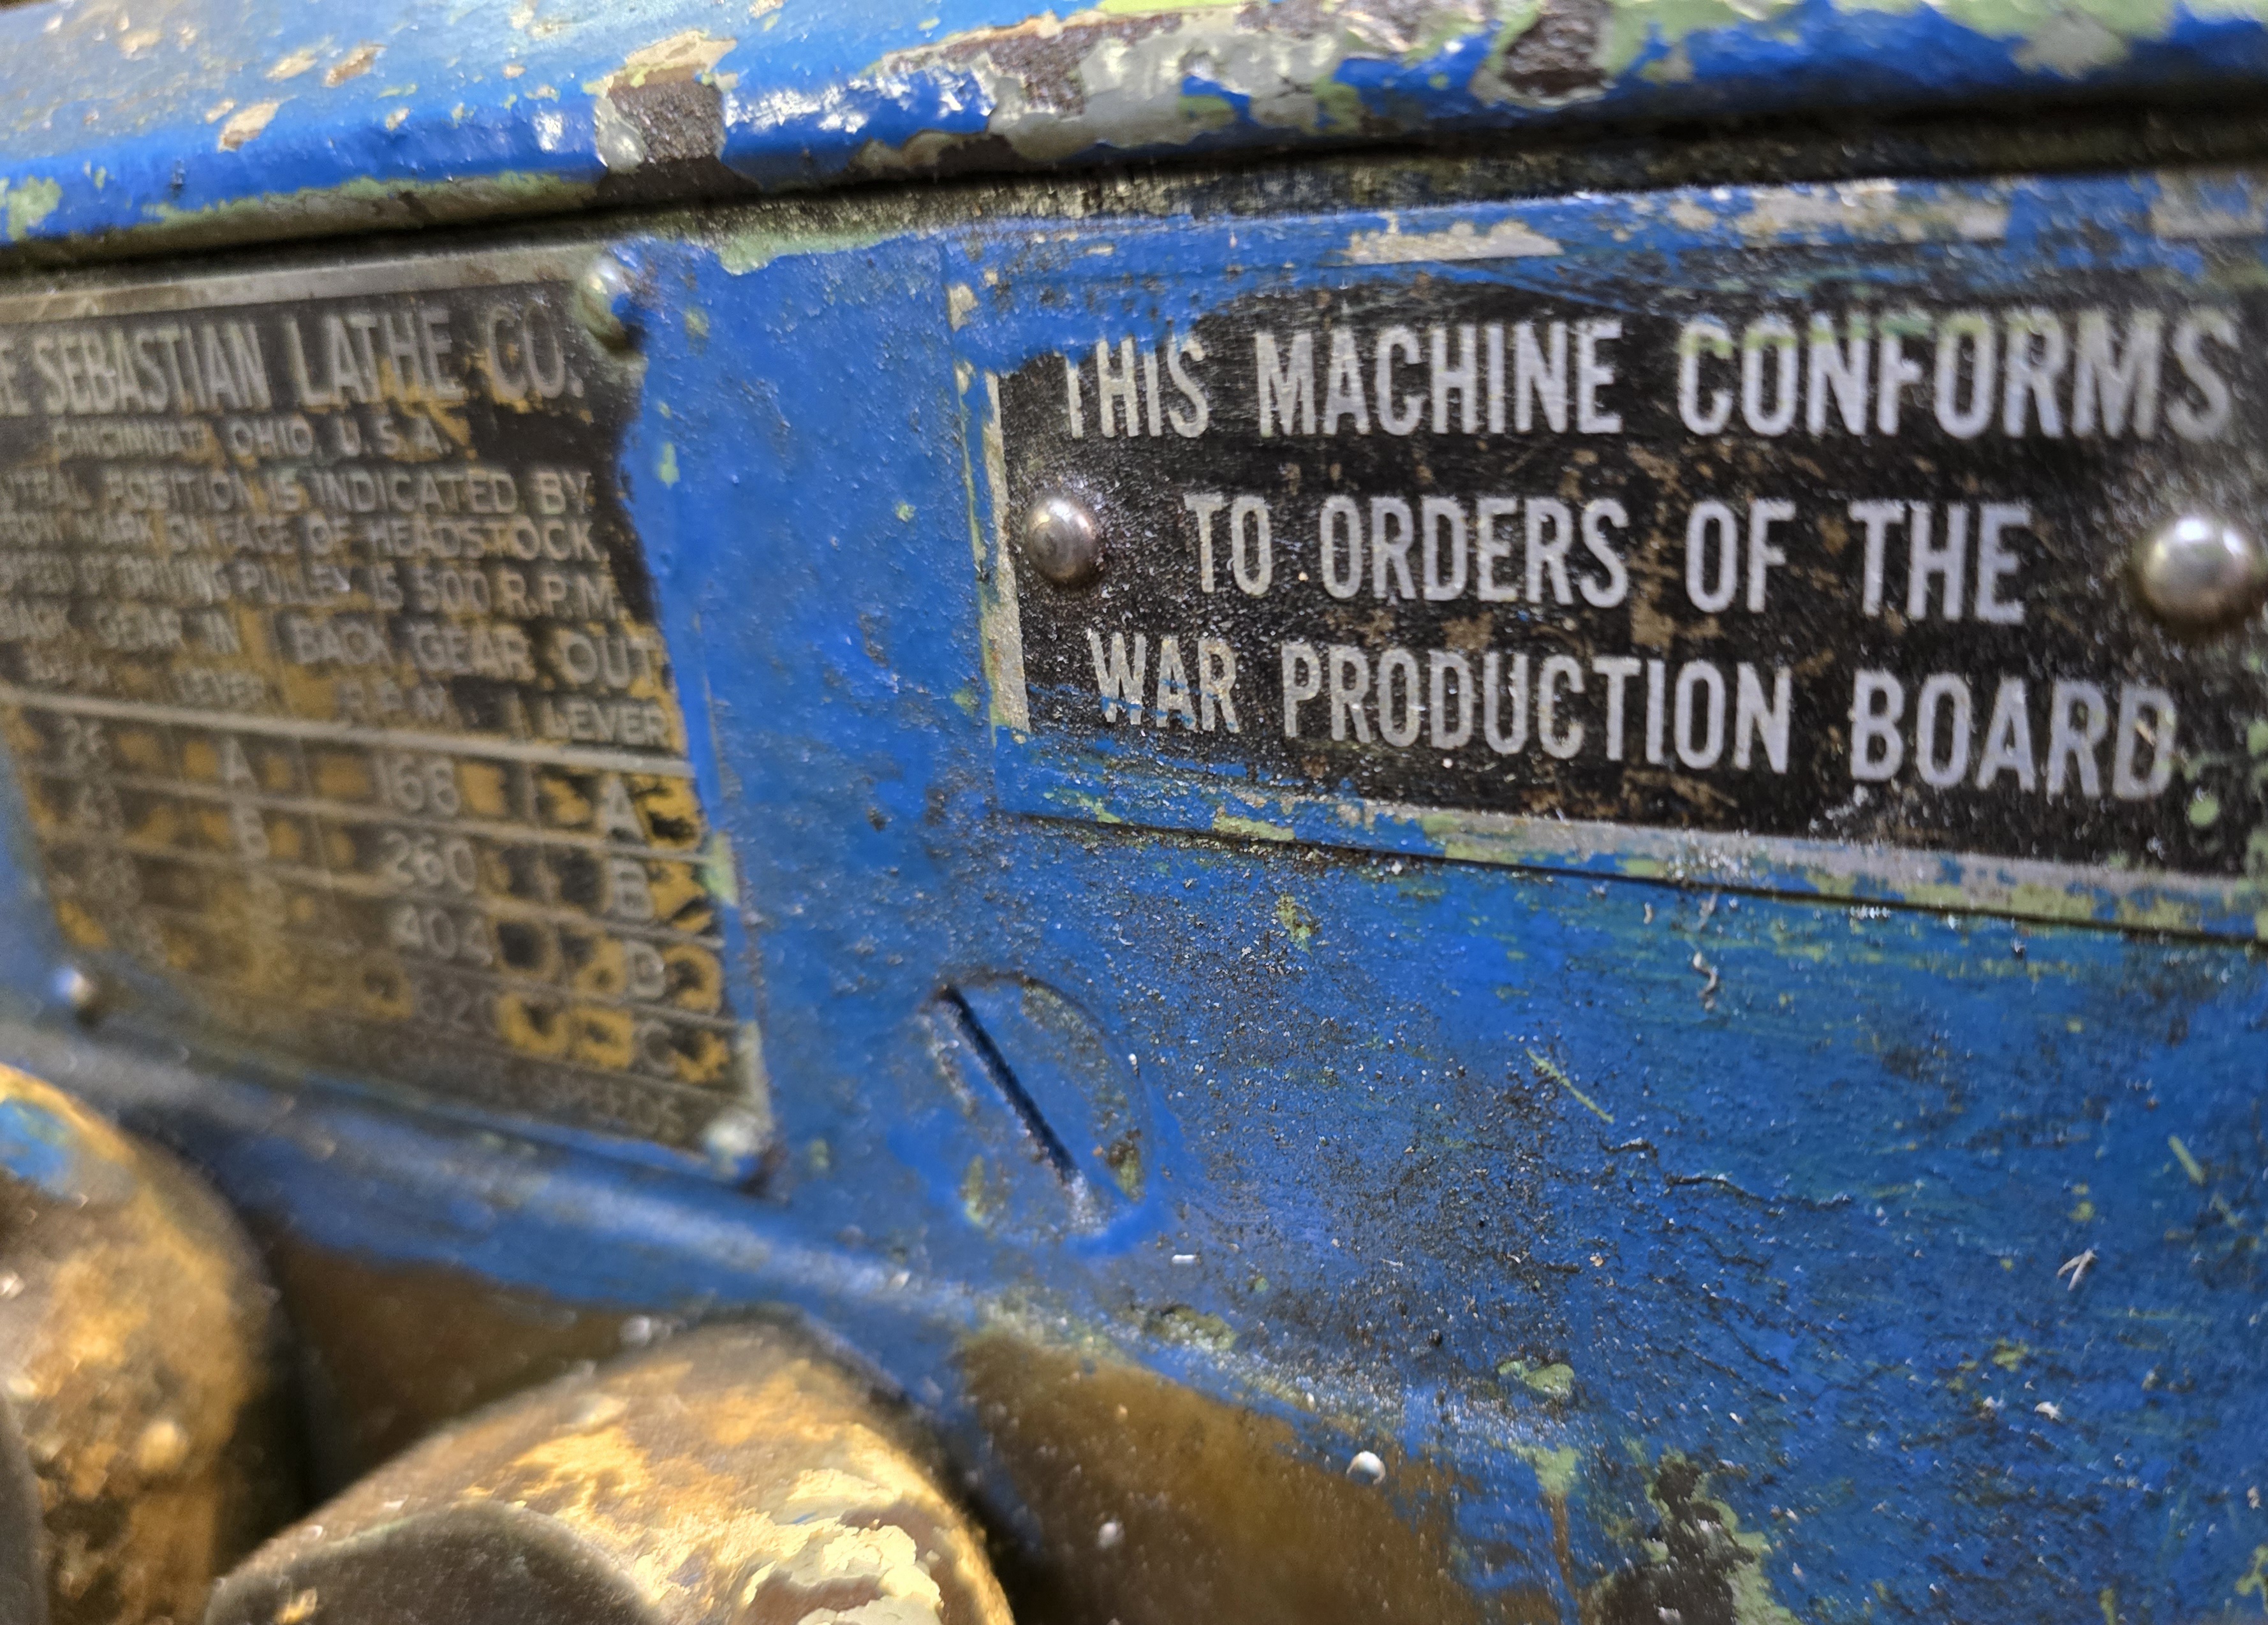 E SEBASTIAN LATHE CO.
CINCINNATI, OHIO, U.S.A.
POSITION IS INDICATED BY
MARK ON FACE OF HEADSTOCK
DRIVING PULLEY IS 500 R.P.M.
BACK GEAR IN BACK GEAR OUT
LEVER R.P.M. LEVER
A 168 A
B 260 B
404 D
620 C
SPEEDS
THIS MACHINE CONFORMS
TO ORDERS OF THE
WAR PRODUCTION BOARD